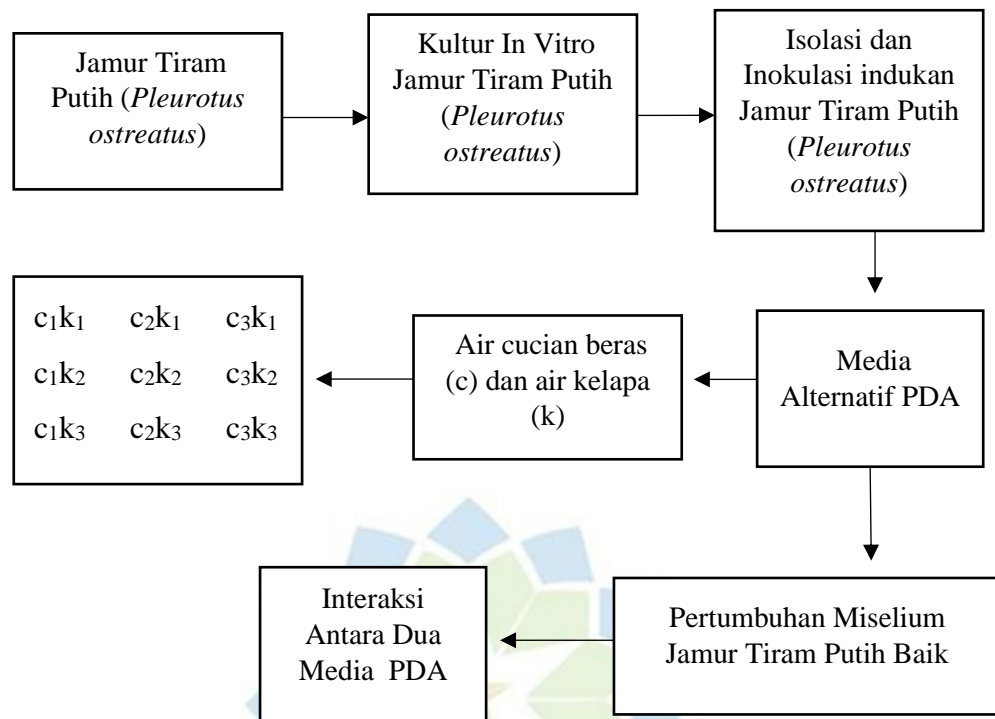 Jamur Tiram
Putih (Pleurotus
ostreatus)
Kultur In Vitro
Jamur Tiram Putih
(Pleurotus
ostreatus)
Isolasi dan
Inokulasi indukan
Jamur Tiram Putih
(Pleurotus
ostreatus)
Media
Alternatif PDA
Air cucian beras
(c) dan air kelapa
(k)
c₁k₁ c₂k₁ c₃k₁
c₁k₂ c₂k₂ c₃k₂
c₁k₃ c₂k₃ c₃k₃
Pertumbuhan Miselium
Jamur Tiram Putih Baik
Interaksi
Antara Dua
Media PDA